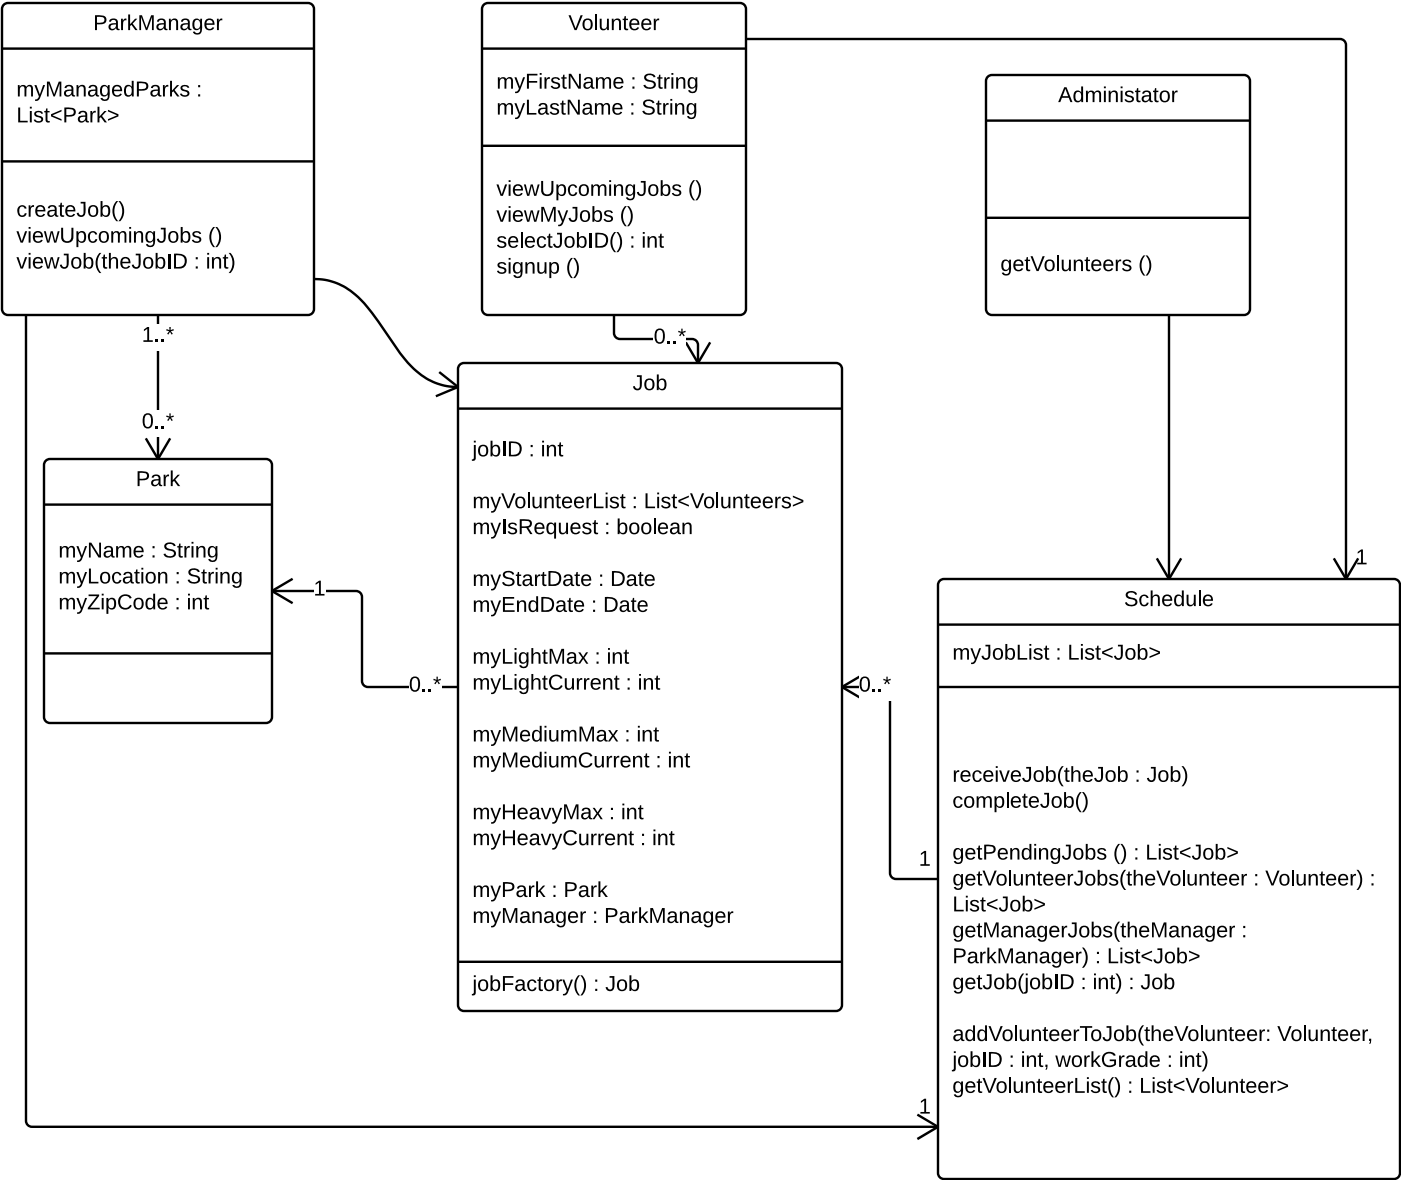 ParkManager
myManagedParks :
List<Park>
createJob()
viewUpcomingJobs ()
viewJob(theJobID : int)
Volunteer
myFirstName : String
myLastName : String
viewUpcomingJobs ()
viewMyJobs ()
selectJobID() : int
signup ()
Administator
getVolunteers ()
1..*
0..*
0..*
Park
myName : String
myLocation : String
myZipCode : int
1
0..*
Job
jobID : int
myVolunteerList : List<Volunteers>
myIsRequest : boolean
myStartDate : Date
myEndDate : Date
myLightMax : int
myLightCurrent : int
myMediumMax : int
myMediumCurrent : int
myHeavyMax : int
myHeavyCurrent : int
myPark : Park
myManager : ParkManager
jobFactory() : Job
0..*
1
1
1
Schedule
myJobList : List<Job>
receiveJob(theJob : Job)
completeJob()
getPendingJobs () : List<Job>
getVolunteerJobs(theVolunteer : Volunteer) :
List<Job>
getManagerJobs(theManager :
ParkManager) : List<Job>
getJob(jobID : int) : Job
addVolunteerToJob(theVolunteer: Volunteer,
jobID : int, workGrade : int)
getVolunteerList() : List<Volunteer>